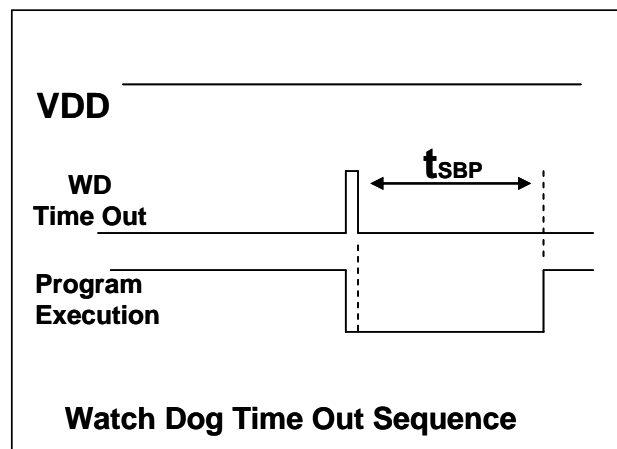 VDD
tSBP
WD
Time Out
Program
Execution
Watch Dog Time Out Sequence